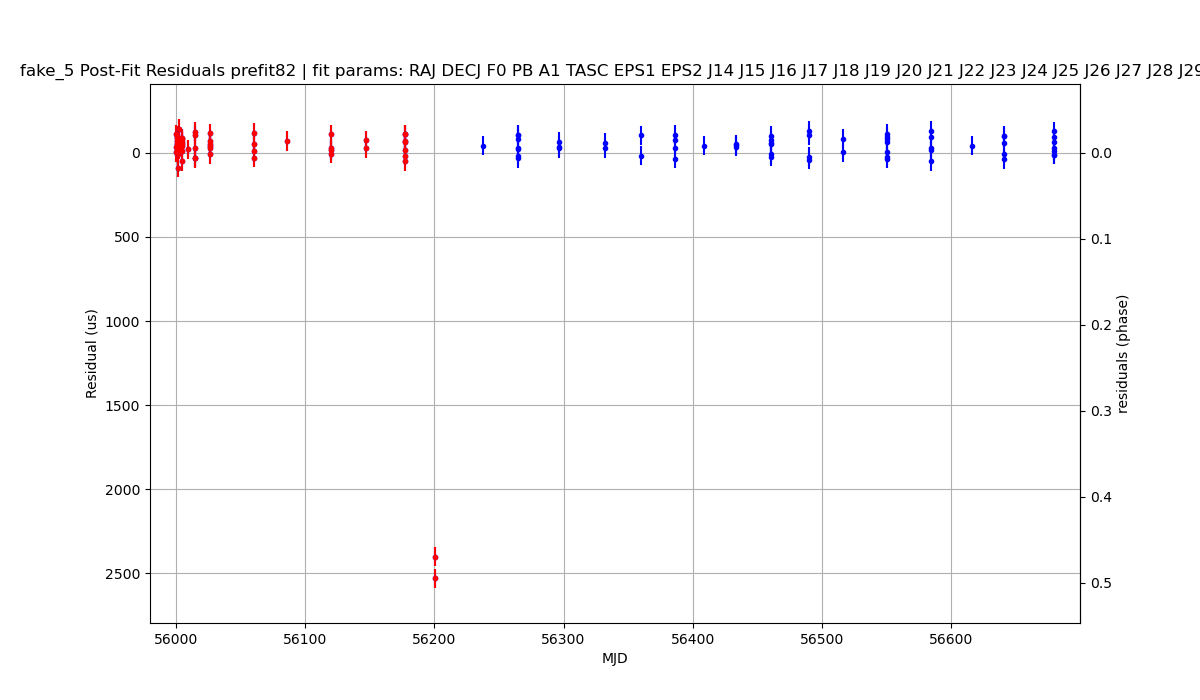 fake_5 Post-Fit Residuals prefit82 | fit params: RAJ DECJ F0 PB A1 TASC EPS1 EPS2 J14 J15 J16 J17 J18 J19 J20 J21 J22 J23 J24 J25 J26 J27 J28 J29
0
500
1000
1500
2000
2500
Residual (us)
0.0
0.1
0.2
0.3
0.4
0.5
residuals (phase)
56000 56100 56200 56300 56400 56500 56600
MJD